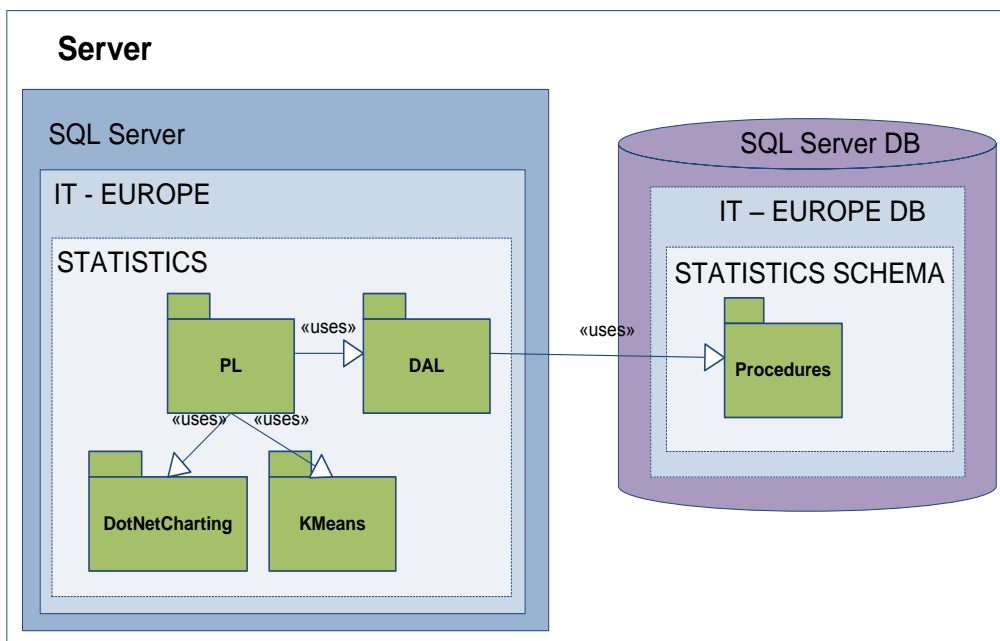 Server
SQL Server
SQL Server DB
IT - EUROPE
IT – EUROPE DB
STATISTICS
STATISTICS SCHEMA
«uses»
«uses»
PL
DAL
Procedures
«uses»
«uses»
DotNetCharting
KMeans